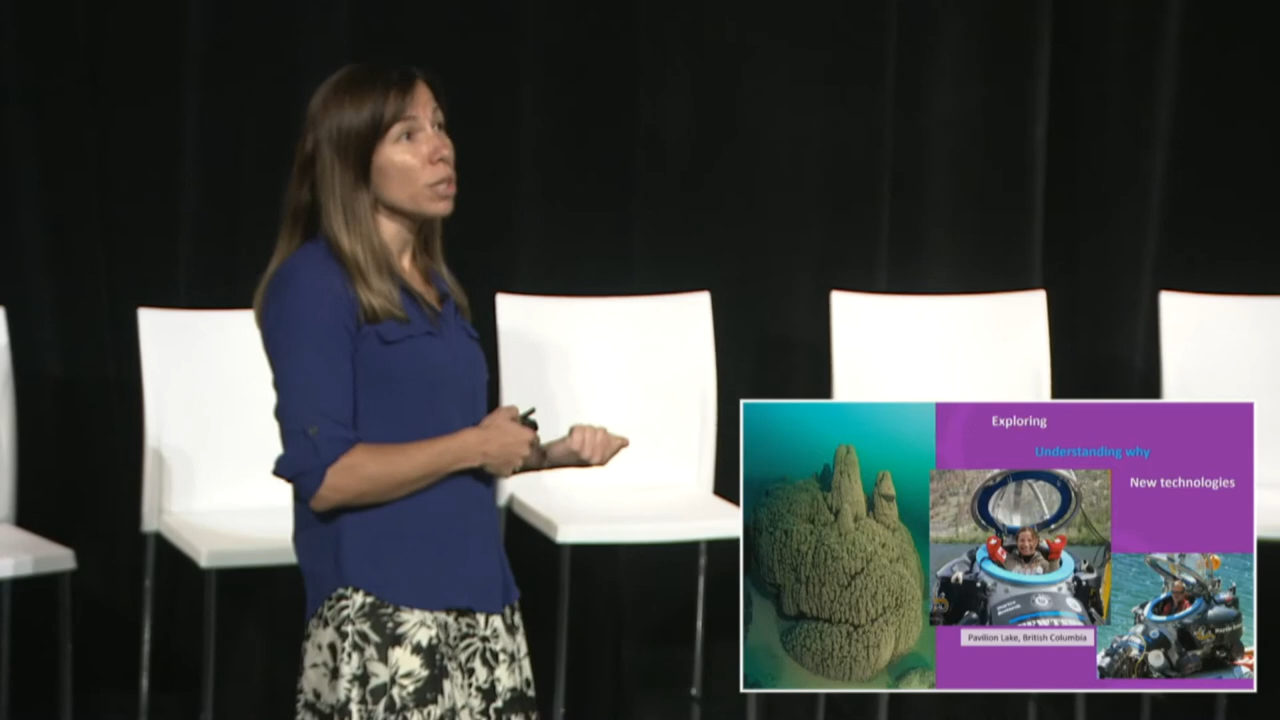 Exploring
Understanding why
New technologies
Pavilion Lake, British Columbia